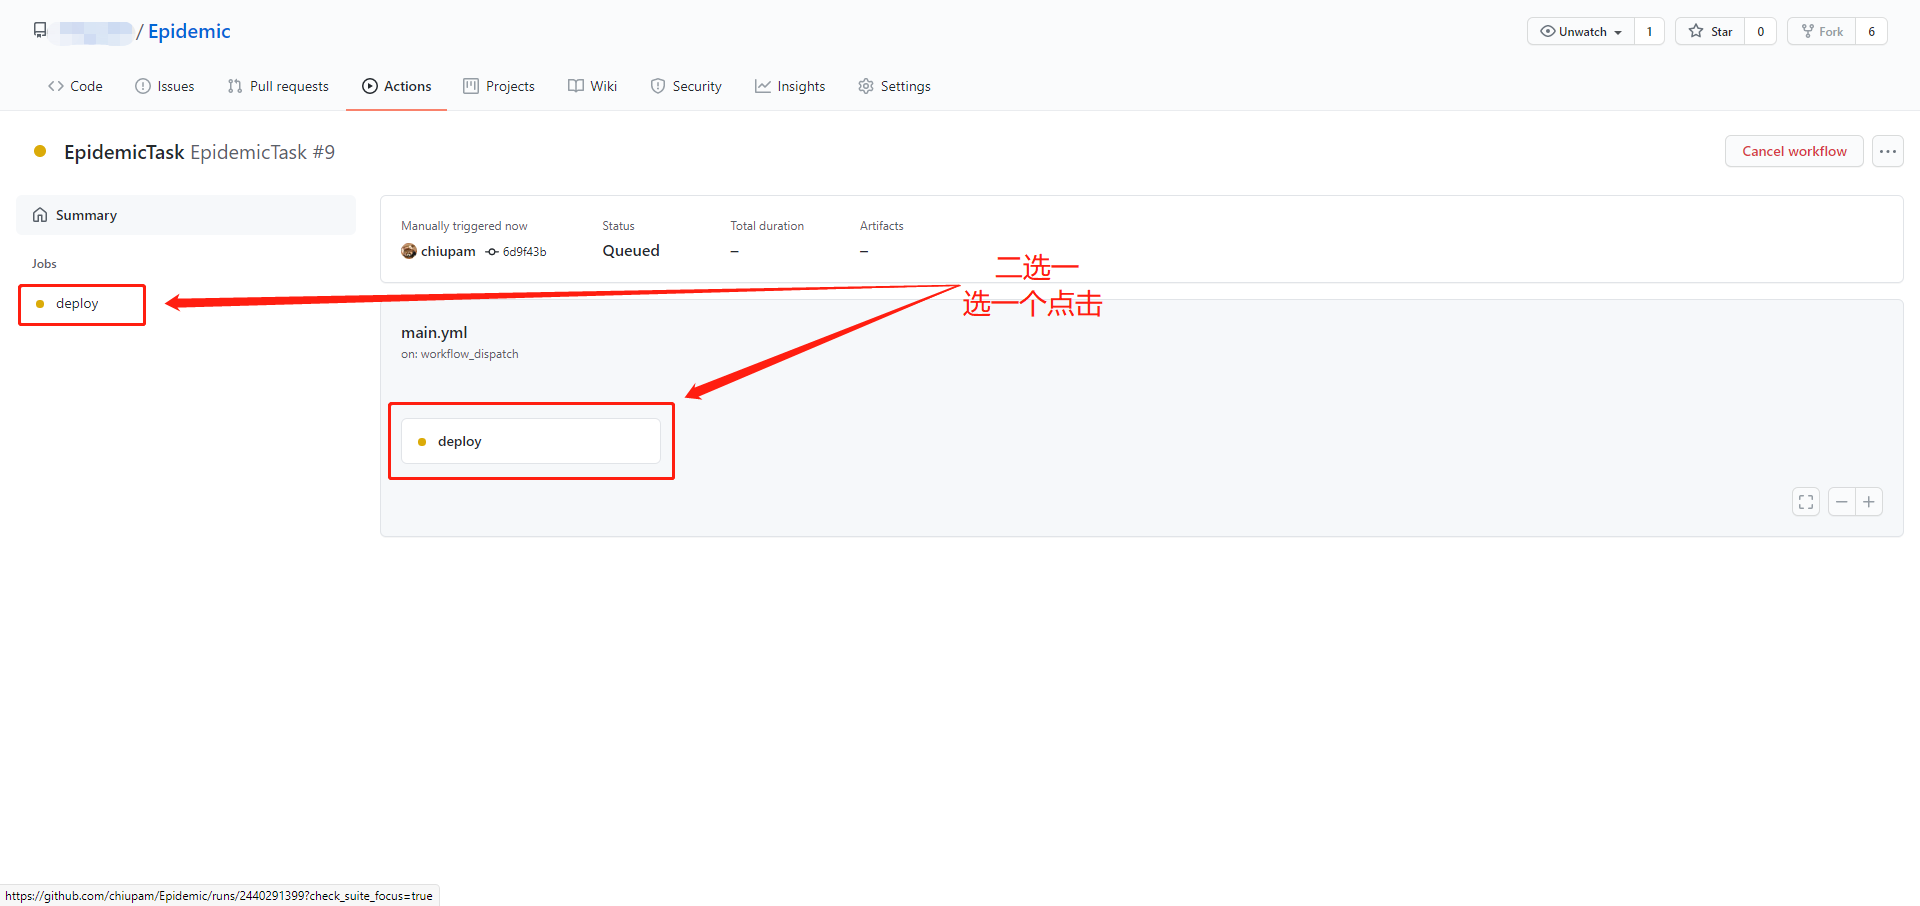 / Epidemic
Unwatch 1 Star 0 Fork 6
Code Issues Pull requests Actions Projects Wiki Security Insights Settings
EpidemicTask EpidemicTask #9
Cancel workflow
Summary
Jobs
deploy
Manually triggered now
chiupam 6d9f43b
Status
Queued
Total duration
–
Artifacts
–
二选一
选一个点击
main.yml
on: workflow_dispatch
deploy
https://github.com/chiupam/Epidemic/runs/2440291399?check_suite_focus=true